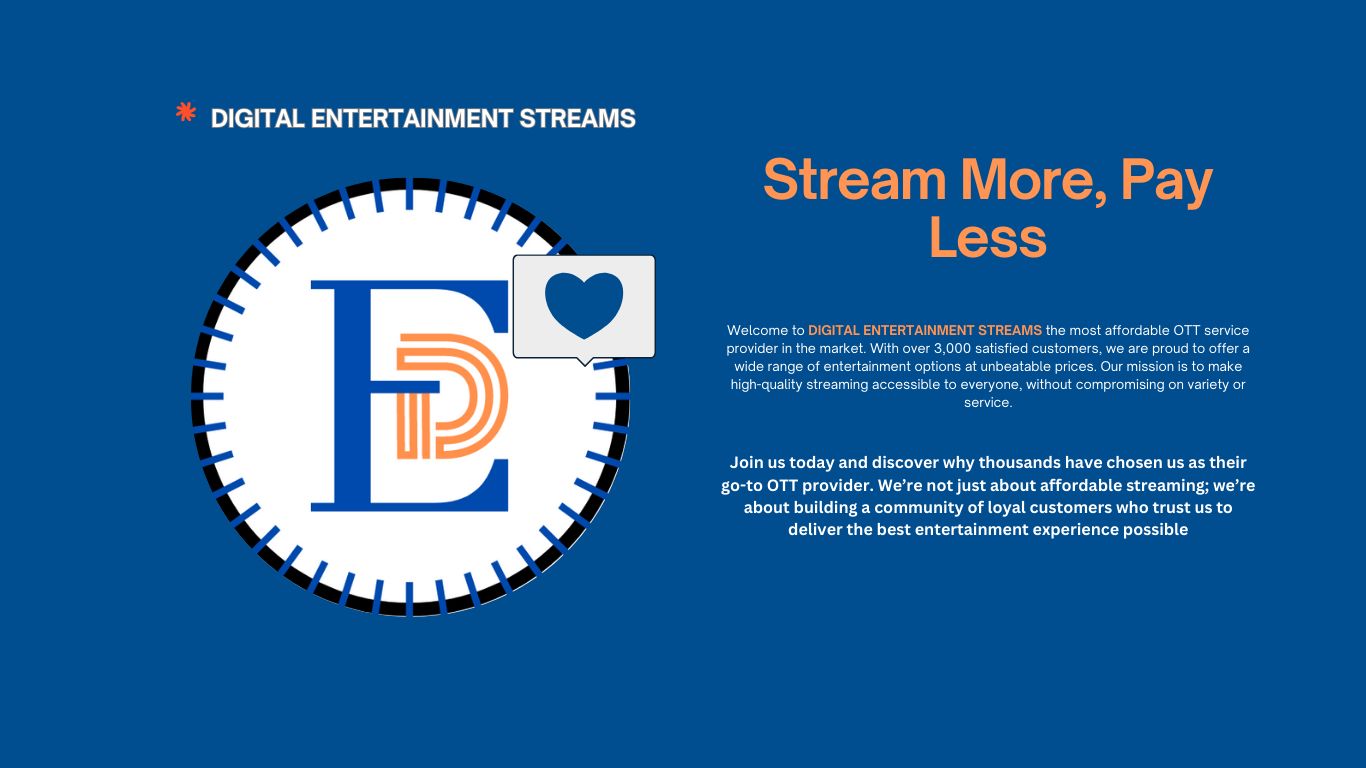 DIGITAL ENTERTAINMENT STREAMS
E
D
Stream More, Pay
Less
Welcome to DIGITAL ENTERTAINMENT STREAMS the most affordable OTT service
provider in the market. With over 3,000 satisfied customers, we are proud to offer a
wide range of entertainment options at unbeatable prices. Our mission is to make
high-quality streaming accessible to everyone, without compromising on variety or
service.
Join us today and discover why thousands have chosen us as their
go-to OTT provider. We’re not just about affordable streaming; we’re
about building a community of loyal customers who trust us to
deliver the best entertainment experience possible